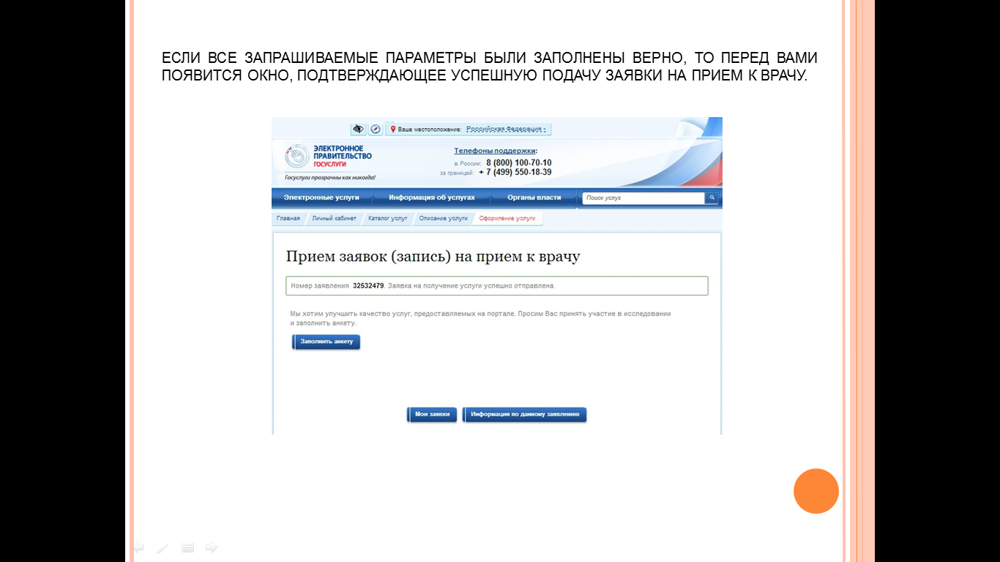 ЕСЛИ ВСЕ ЗАПРАШИВАЕМЫЕ ПАРАМЕТРЫ БЫЛИ ЗАПОЛНЕНЫ ВЕРНО, ТО ПЕРЕД ВАМИ
ПОЯВИТСЯ ОКНО, ПОДТВЕРЖДАЮЩЕЕ УСПЕШНУЮ ПОДАЧУ ЗАЯВКИ НА ПРИЕМ К ВРАЧУ.
Ваше местоположение: Российская Федерация
ЭЛЕКТРОННОЕ
ПРАВИТЕЛЬСТВО
ГОСУСЛУГИ
Госуслуги прозрачны как никогда!
Телефоны поддержки:
в России: 8 (800) 100-70-10
за границей: + 7 (499) 550-18-39
Электронные услуги Информация об услугах Органы власти Поиск услуг
Главная Личный кабинет Каталог услуг Описание услуги Оформление услуги
Прием заявок (запись) на прием к врачу
Номер заявления 32532479. Заявка на получение услуги успешно отправлена.
Мы хотим улучшить качество услуг, предоставляемых на портале. Просим Вас принять участие в исследовании
и заполнить анкету.
Заполнить анкету
Мои заявки Информация по данному заявлению